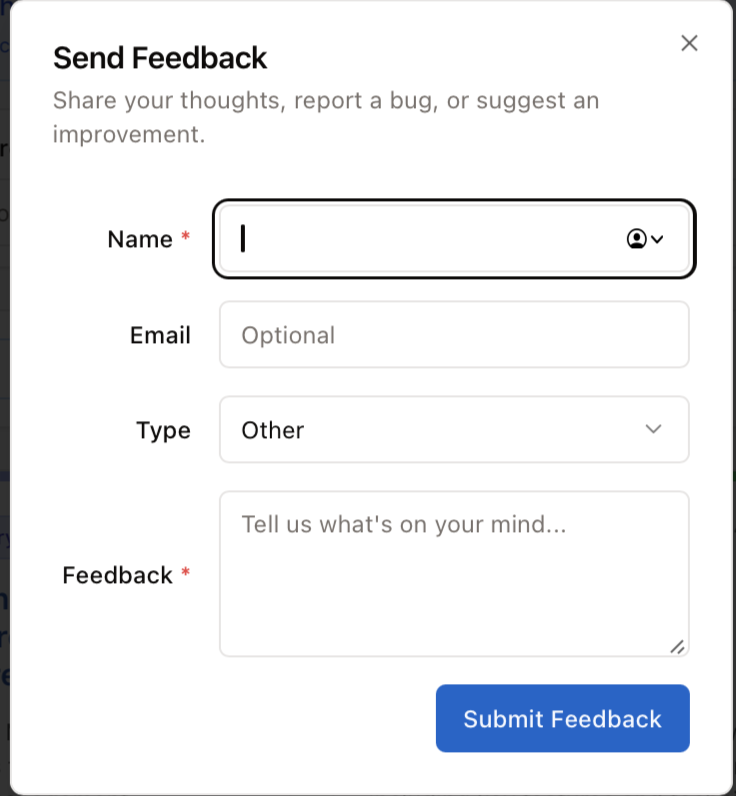 Send Feedback
Share your thoughts, report a bug, or suggest an
improvement.
Name *
Email
Optional
Type
Other
Feedback *
Tell us what's on your mind...
Submit Feedback